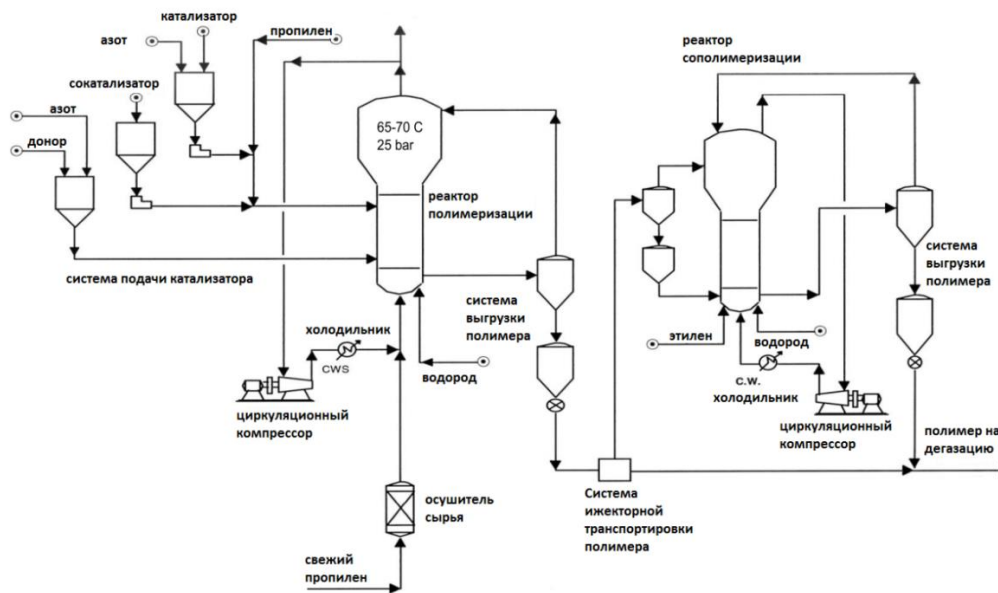 катализатор
азот
пропилен
сокатализатор
азот
донор
65-70 C
25 bar
реактор
полимеризации
система подачи катализатора
холодильник
CWS
циркуляционный
компрессор
водород
система
выгрузки
полимера
осушитель
сырья
свежий
пропилен
реактор
сополимеризации
система
выгрузки
полимера
этилен
водород
C.W.
холодильник
циркуляционный
компрессор
полимер на
дегазацию
Система
ижекторной
транспортировки
полимера